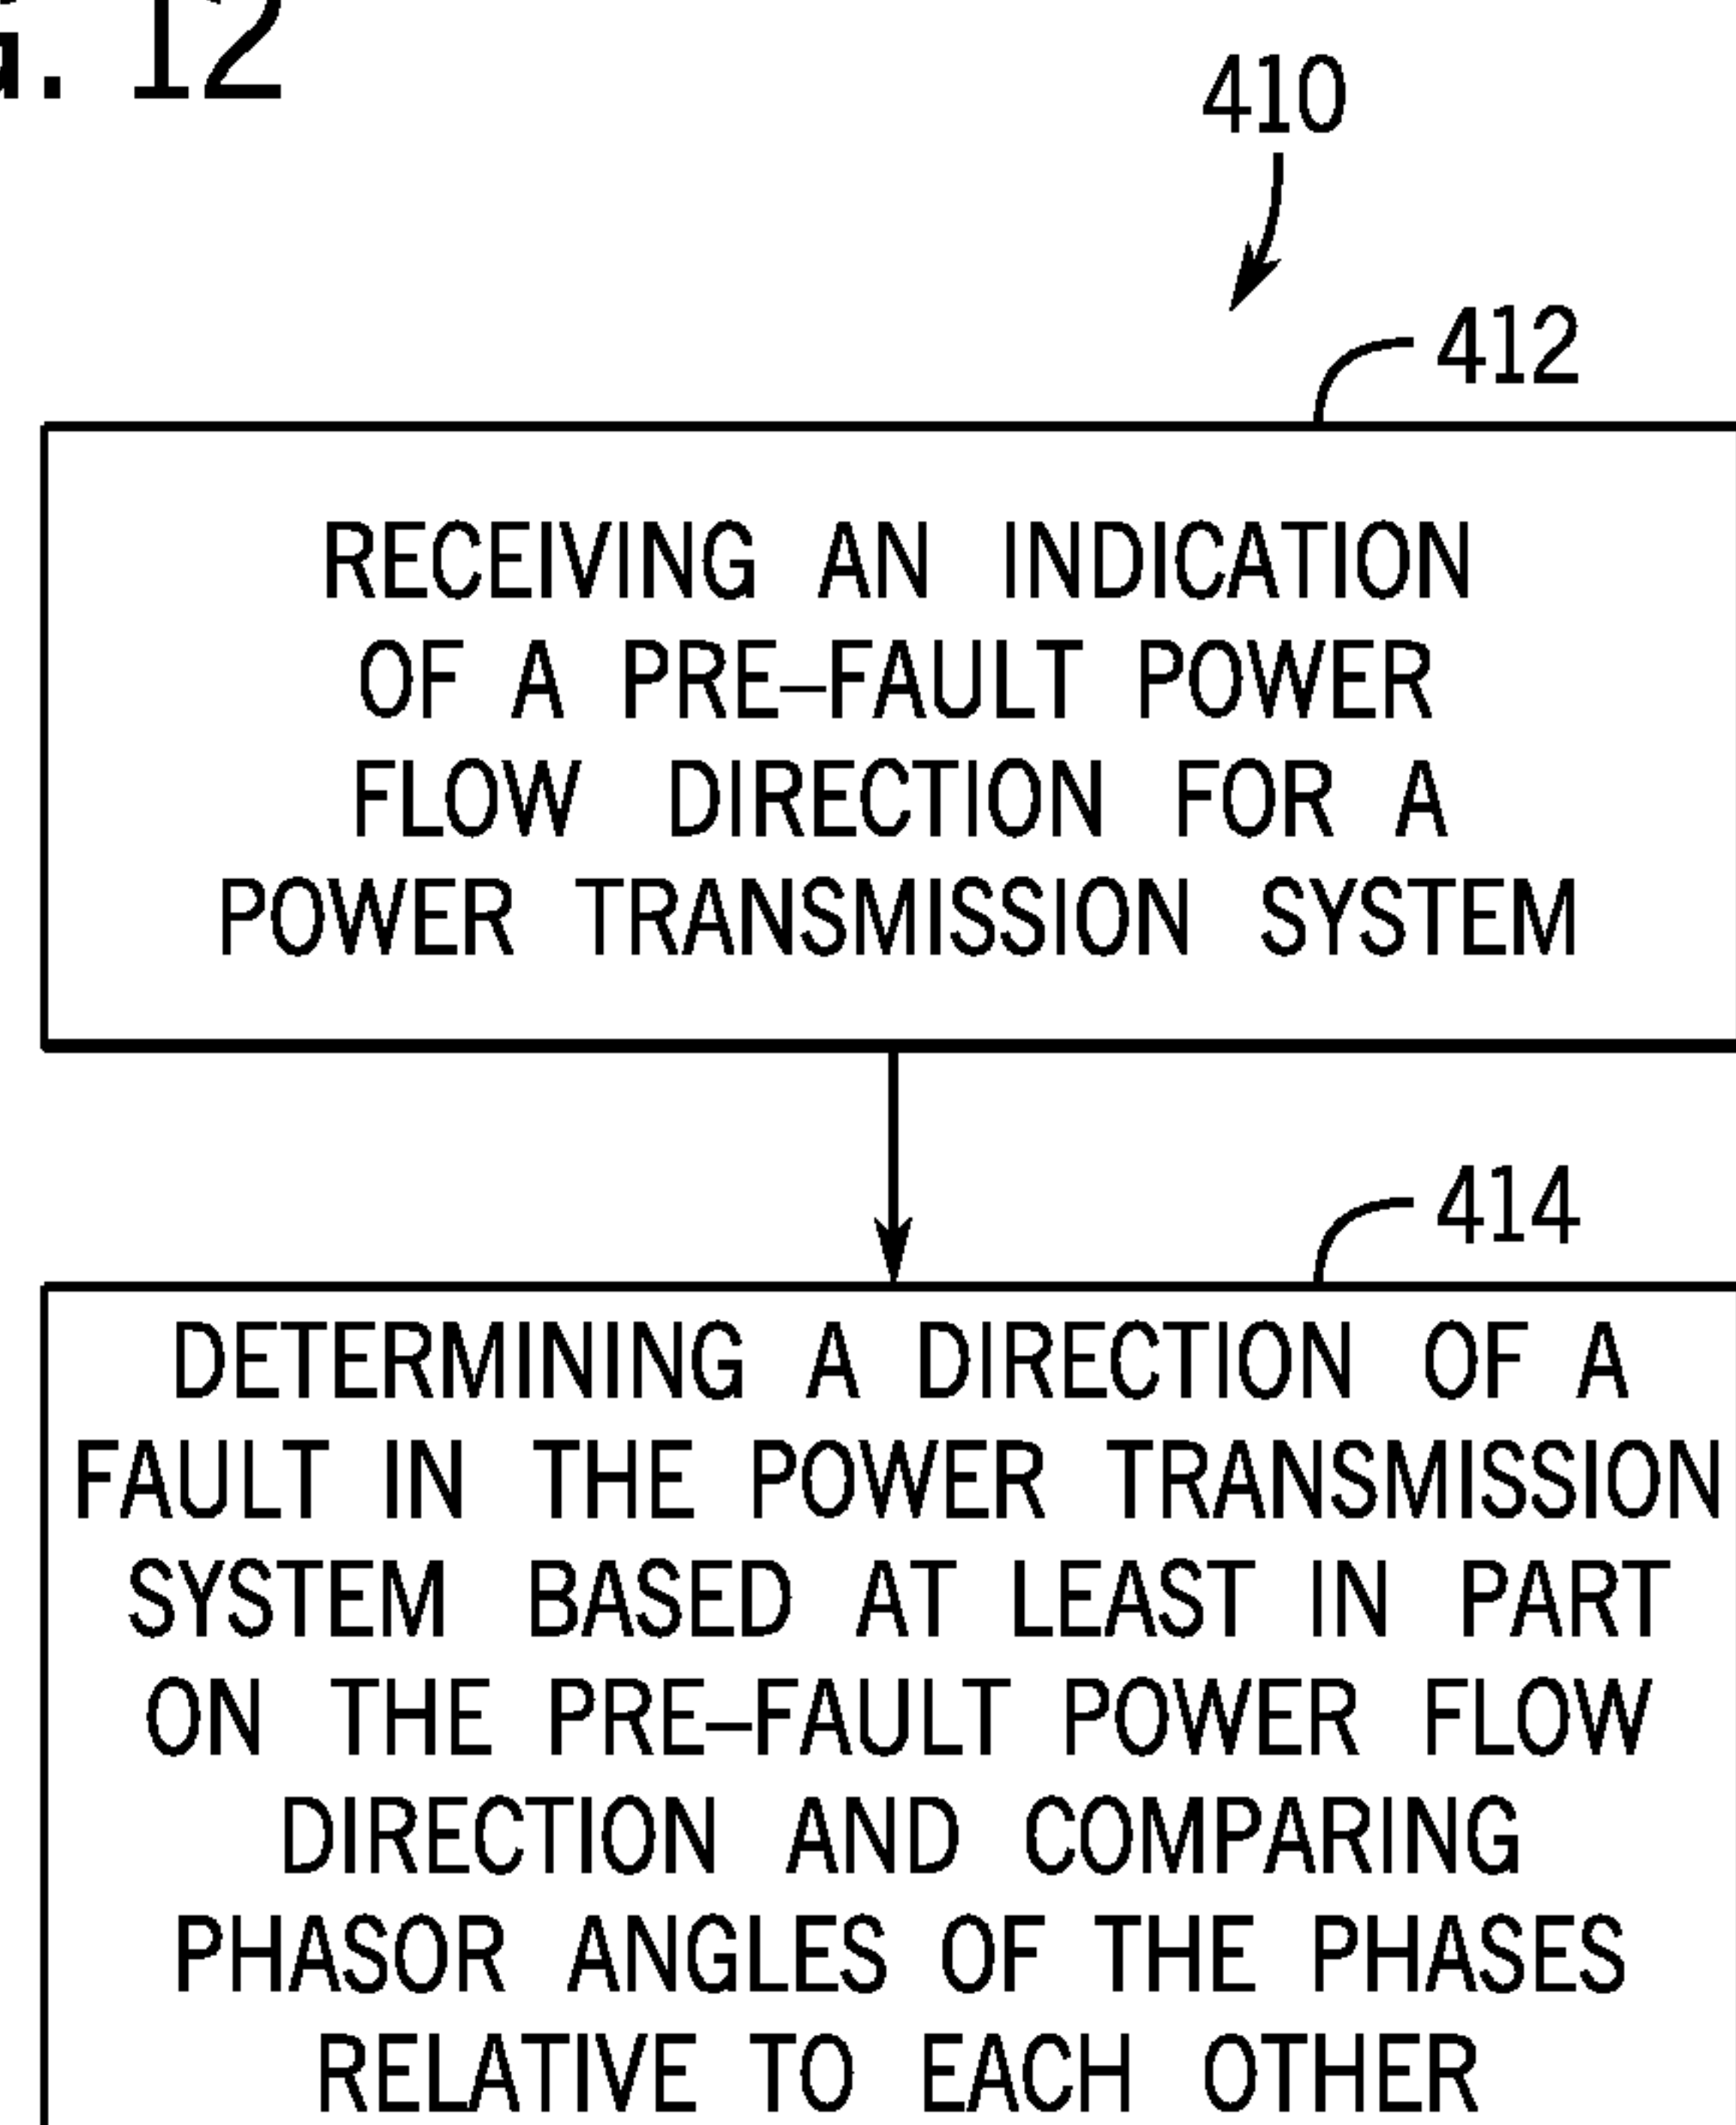 G. 12
410
412
RECEIVING AN INDICATION
OF A PRE-FAULT POWER
FLOW DIRECTION FOR A
POWER TRANSMISSION SYSTEM
414
DETERMINING A DIRECTION OF A
FAULT IN THE POWER TRANSMISSION
SYSTEM BASED AT LEAST IN PART
ON THE PRE-FAULT POWER FLOW
DIRECTION AND COMPARING
PHASOR ANGLES OF THE PHASES
RELATIVE TO EACH OTHER